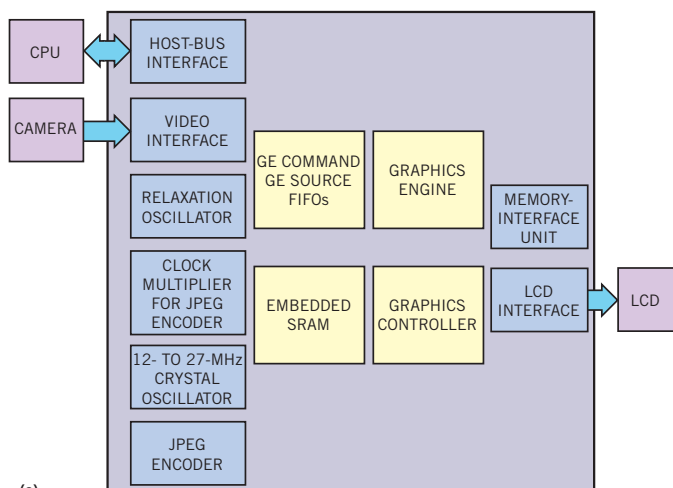 CPU
HOST-BUS
INTERFACE
CAMERA
VIDEO
INTERFACE
GE COMMAND
GE SOURCE
FIFOs
GRAPHICS
ENGINE
RELAXATION
OSCILLATOR
MEMORY-
INTERFACE
UNIT
CLOCK
MULTIPLIER
FOR JPEG
ENCODER
EMBEDDED
SRAM
GRAPHICS
CONTROLLER
LCD
INTERFACE
LCD
12- TO 27-MHz
CRYSTAL
OSCILLATOR
JPEG
ENCODER